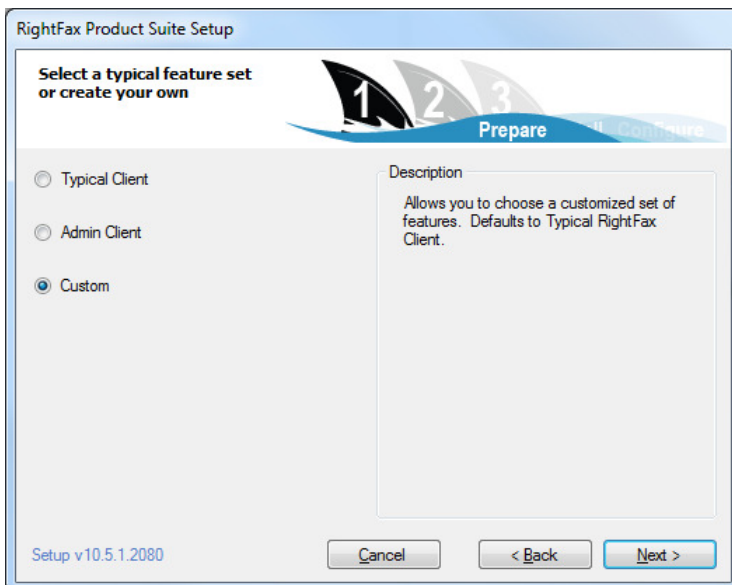 RightFax Product Suite Setup
Select a typical feature set
or create your own
1 2 3
Prepare
Configure
Typical Client
Admin Client
Custom
Description
Allows you to choose a customized set of
features. Defaults to Typical RightFax
Client.
Setup v10.5.1.2080
Cancel
< Back
Next >